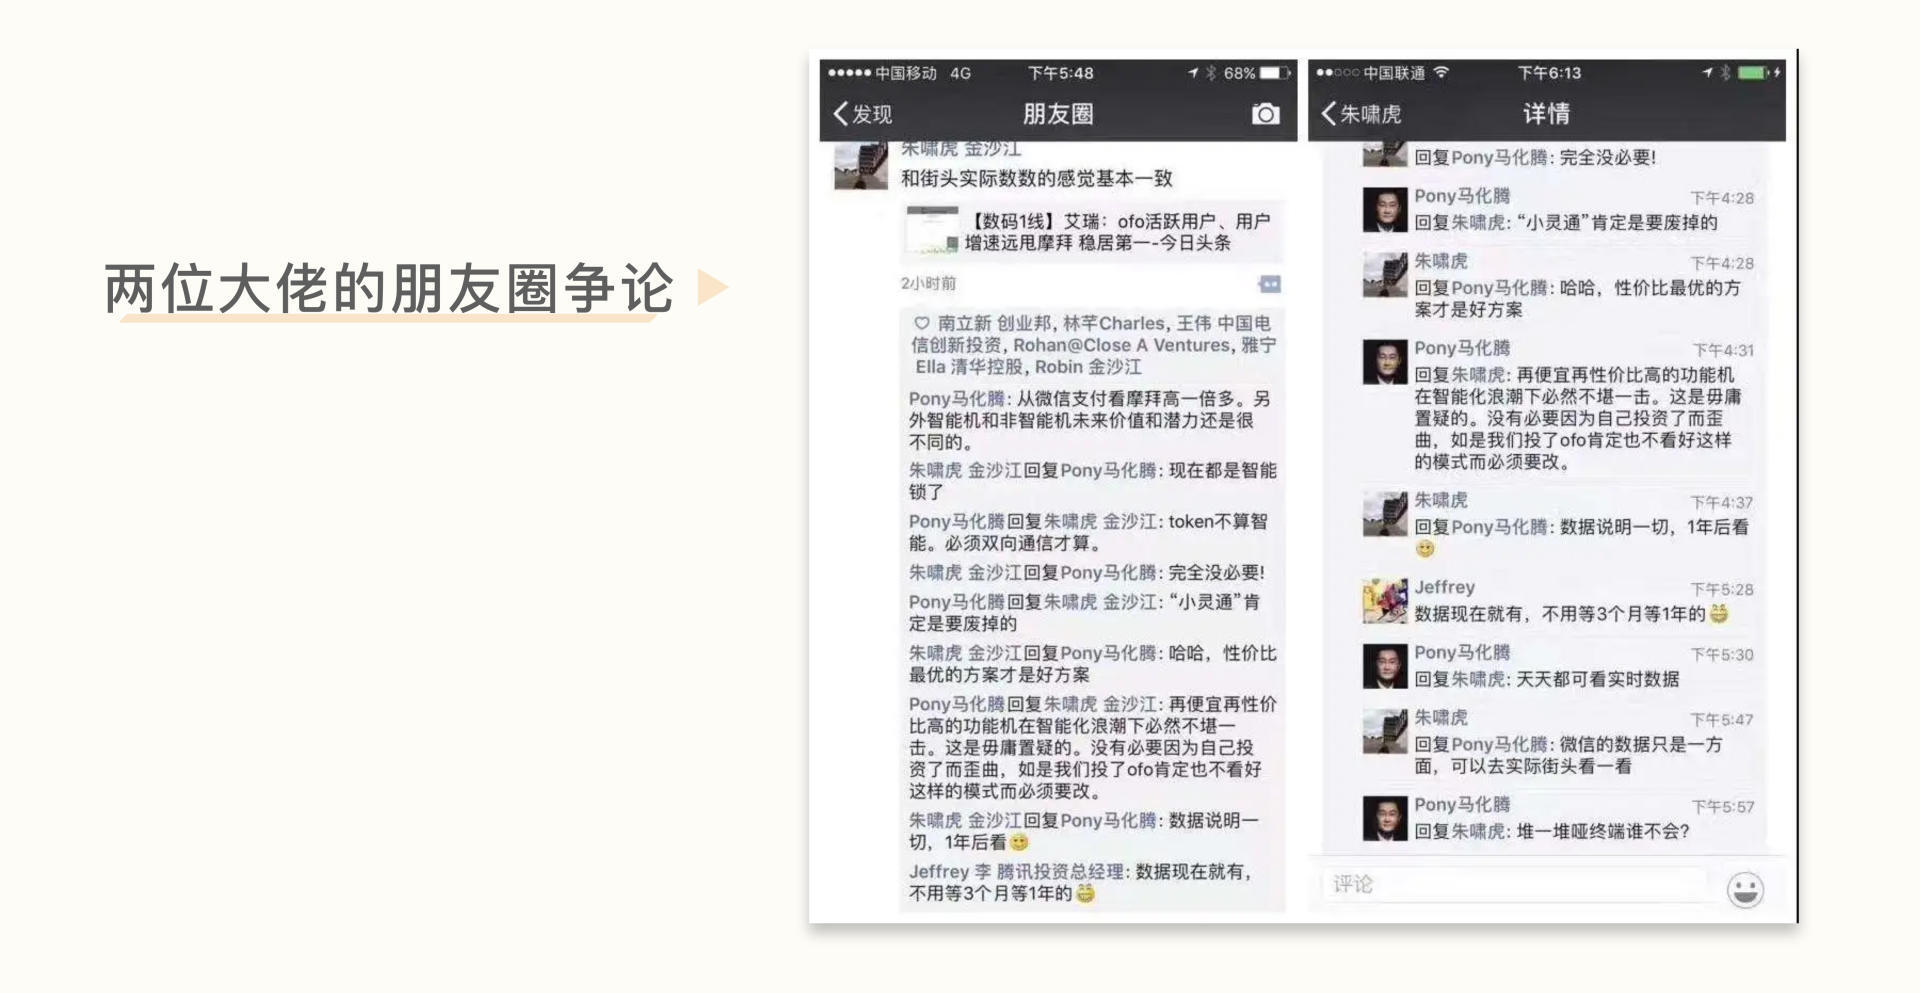 两位大佬的朋友圈争论
中国移动 4G 下午5:48 68%
发现 朋友圈
朱啸虎 金沙江
和街头实际数数的感觉基本一致
【数码1线】艾瑞：ofo活跃用户、用户
增速远甩摩拜 稳居第一-今日头条
2小时前
♡ 南立新 创业邦, 林芊Charles, 王伟 中国电
信创新投资, Rohan@Close A Ventures, 雅宁
Ella 清华控股, Robin 金沙江
Pony马化腾: 从微信支付看摩拜高一倍多。另
外智能机和非智能机未来价值和潜力还是很
不同的。
朱啸虎 金沙江回复Pony马化腾: 现在都是智能
锁了
Pony马化腾回复朱啸虎 金沙江: token不算智
能。必须双向通信才算。
朱啸虎 金沙江回复Pony马化腾: 完全没必要!
Pony马化腾回复朱啸虎 金沙江: “小灵通”肯
定是要废掉的
朱啸虎 金沙江回复Pony马化腾: 哈哈，性价比
最优的方案才是好方案
Pony马化腾回复朱啸虎 金沙江: 再便宜再性价
比高的功能机在智能化浪潮下必然不堪一
击。这是毋庸置疑的。没有必要因为自己投
资了而歪曲，如是我们投了ofo肯定也不看好
这样的模式而必须要改。
朱啸虎 金沙江回复Pony马化腾: 数据说明一
切，1年后看
Jeffrey 李 腾讯投资总经理: 数据现在就有，
不用等3个月等1年的
中国联通 下午6:13
朱啸虎 详情
回复Pony马化腾: 完全没必要!
Pony马化腾 下午4:28
回复朱啸虎: “小灵通”肯定是要废掉的
朱啸虎 下午4:28
回复Pony马化腾: 哈哈，性价比最优的方
案才是好方案
Pony马化腾 下午4:31
回复朱啸虎: 再便宜再性价比高的功能机
在智能化浪潮下必然不堪一击。这是毋庸
置疑的。没有必要因为自己投资了而歪
曲，如是我们投了ofo肯定也不看好这样
的模式而必须要改。
朱啸虎 下午4:37
回复Pony马化腾: 数据说明一切，1年后看
Jeffrey 下午5:28
数据现在就有，不用等3个月等1年的
Pony马化腾 下午5:30
回复朱啸虎: 天天都可看实时数据
朱啸虎 下午5:47
回复Pony马化腾: 微信的数据只是一方
面，可以去实际街头看一看
Pony马化腾 下午5:57
回复朱啸虎: 堆一堆哑终端谁不会?
评论